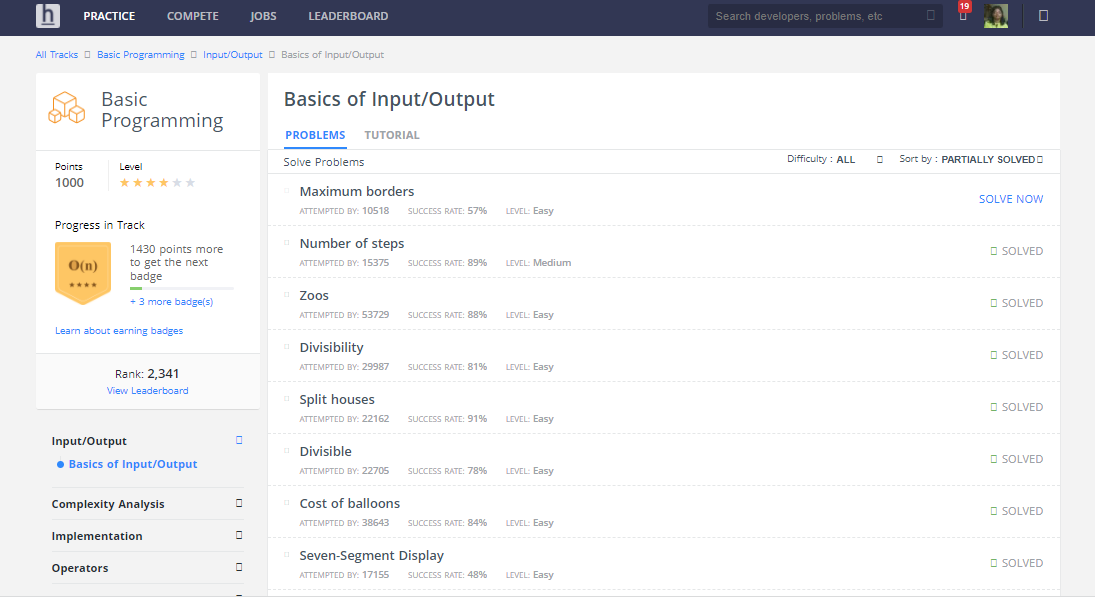 h PRACTICE COMPETE JOBS LEADERBOARD Search developers, problems, etc 19
All Tracks Basic Programming Input/Output Basics of Input/Output
Basic
Programming
Points Level
1000
Progress in Track
O(n)
1430 points more
to get the next
badge
+ 3 more badge(s)
Learn about earning badges
Rank: 2,341
View Leaderboard
Input/Output
Basics of Input/Output
Complexity Analysis
Implementation
Operators
Basics of Input/Output
PROBLEMS TUTORIAL
Solve Problems Difficulty : ALL Sort by : PARTIALLY SOLVED
Maximum borders
ATTEMPTED BY: 10518 SUCCESS RATE: 57% LEVEL: Easy
SOLVE NOW
Number of steps
ATTEMPTED BY: 15375 SUCCESS RATE: 89% LEVEL: Medium
SOLVED
Zoos
ATTEMPTED BY: 53729 SUCCESS RATE: 88% LEVEL: Easy
SOLVED
Divisibility
ATTEMPTED BY: 29987 SUCCESS RATE: 81% LEVEL: Easy
SOLVED
Split houses
ATTEMPTED BY: 22162 SUCCESS RATE: 91% LEVEL: Easy
SOLVED
Divisible
ATTEMPTED BY: 22705 SUCCESS RATE: 78% LEVEL: Easy
SOLVED
Cost of balloons
ATTEMPTED BY: 38643 SUCCESS RATE: 84% LEVEL: Easy
SOLVED
Seven-Segment Display
ATTEMPTED BY: 17155 SUCCESS RATE: 48% LEVEL: Easy
SOLVED